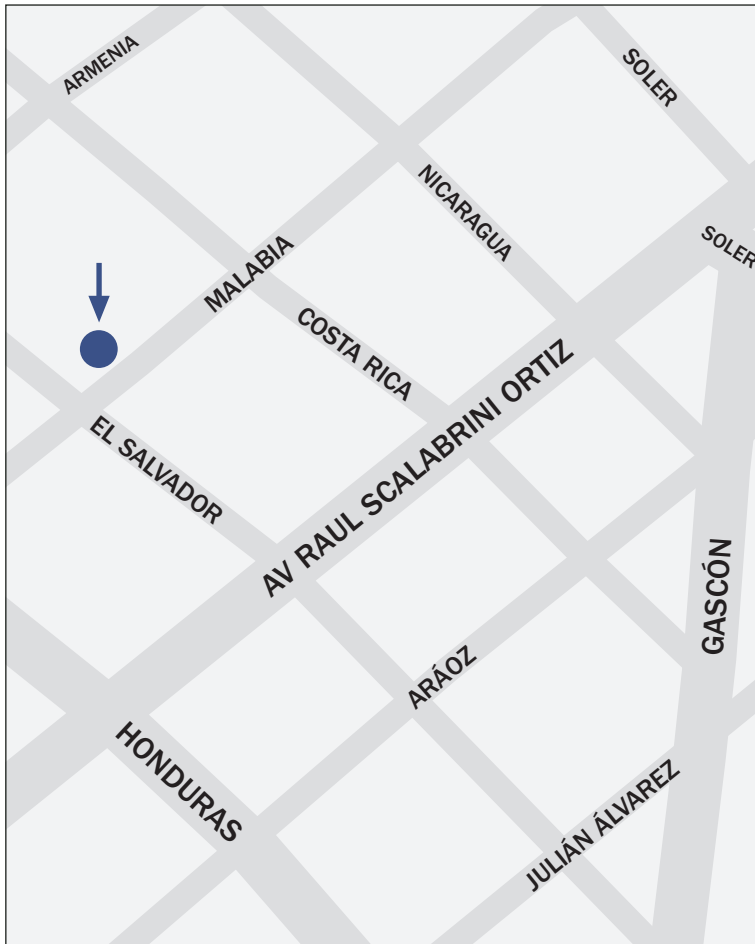 ARMENIA
SOLER
NICARAGUA
SOLER
MALABIA
COSTA RICA
AV RAUL SCALABRINI ORTIZ
EL SALVADOR
GASCÓN
ARÁOZ
HONDURAS
JULIÁN ÁLVAREZ